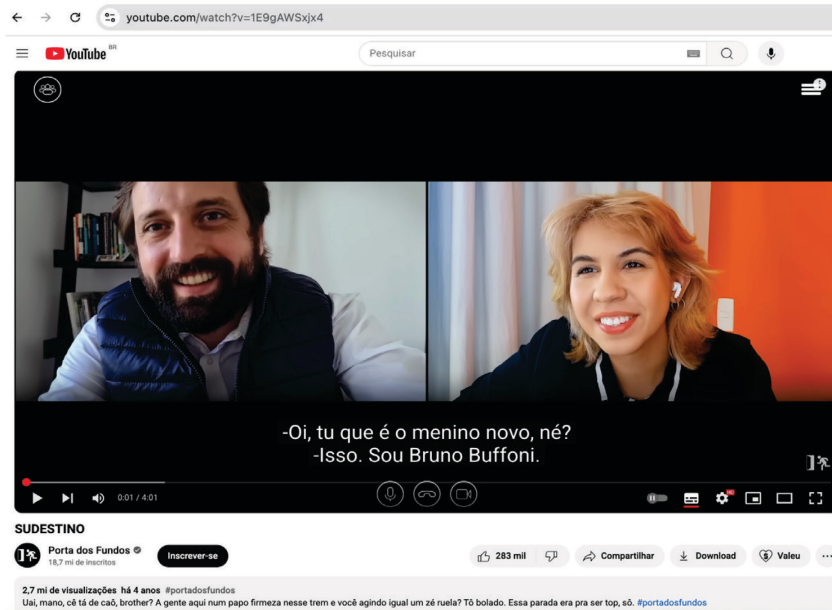 youtube.com/watch?v=1E9gAWSxjx4
YouTube BR
Pesquisar
-Oi, tu que é o menino novo, né?
-Isso. Sou Bruno Buffoni.
0:01 / 4:01
SUDESTINO
Porta dos Fundos
18,7 mi de inscritos
Inscrever-se
283 mil
Compartilhar
Download
Valeu
2,7 mi de visualizações há 4 anos #portadosfundos
Uai, mano, cê tá de caô, brother? A gente aqui num papo firmeza nesse trem e você agindo igual um zé ruela? Tô bolado. Essa parada era pra ser top, sô. #portadosfundos